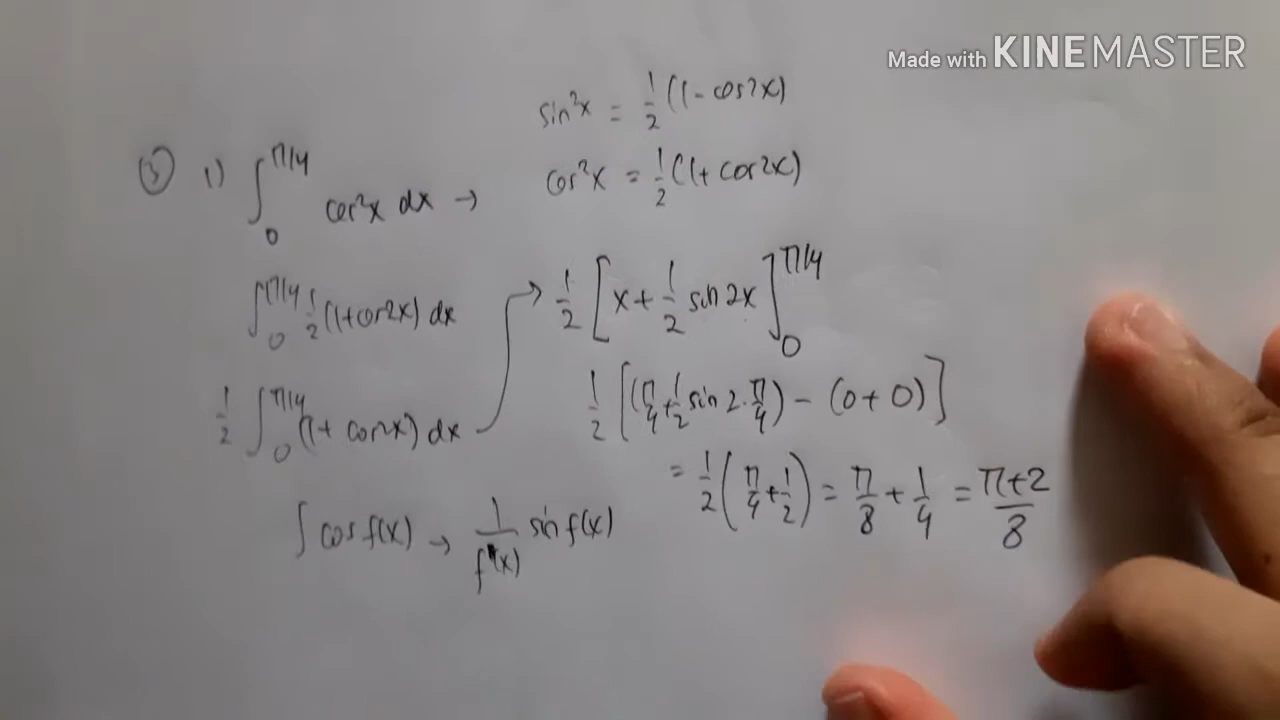 Made with KINEMASTER
sin²x = 1/2 (1 - cos2x)
③ 1) ∫₀^π/4 cos²x dx →
cos²x = 1/2 (1 + cos2x)
∫₀^π/4 1/2 (1+cos2x) dx
1/2 ∫₀^π/4 (1 + cos2x) dx
→ 1/2 [x + 1/2 sin 2x]₀^π/4
1/2 [(π/4 + 1/2 sin 2·π/4) - (0+0)]
= 1/2 (π/4 + 1/2) = π/8 + 1/4 = π+2/8
∫ cos f(x) → 1/f'(x) sin f(x)